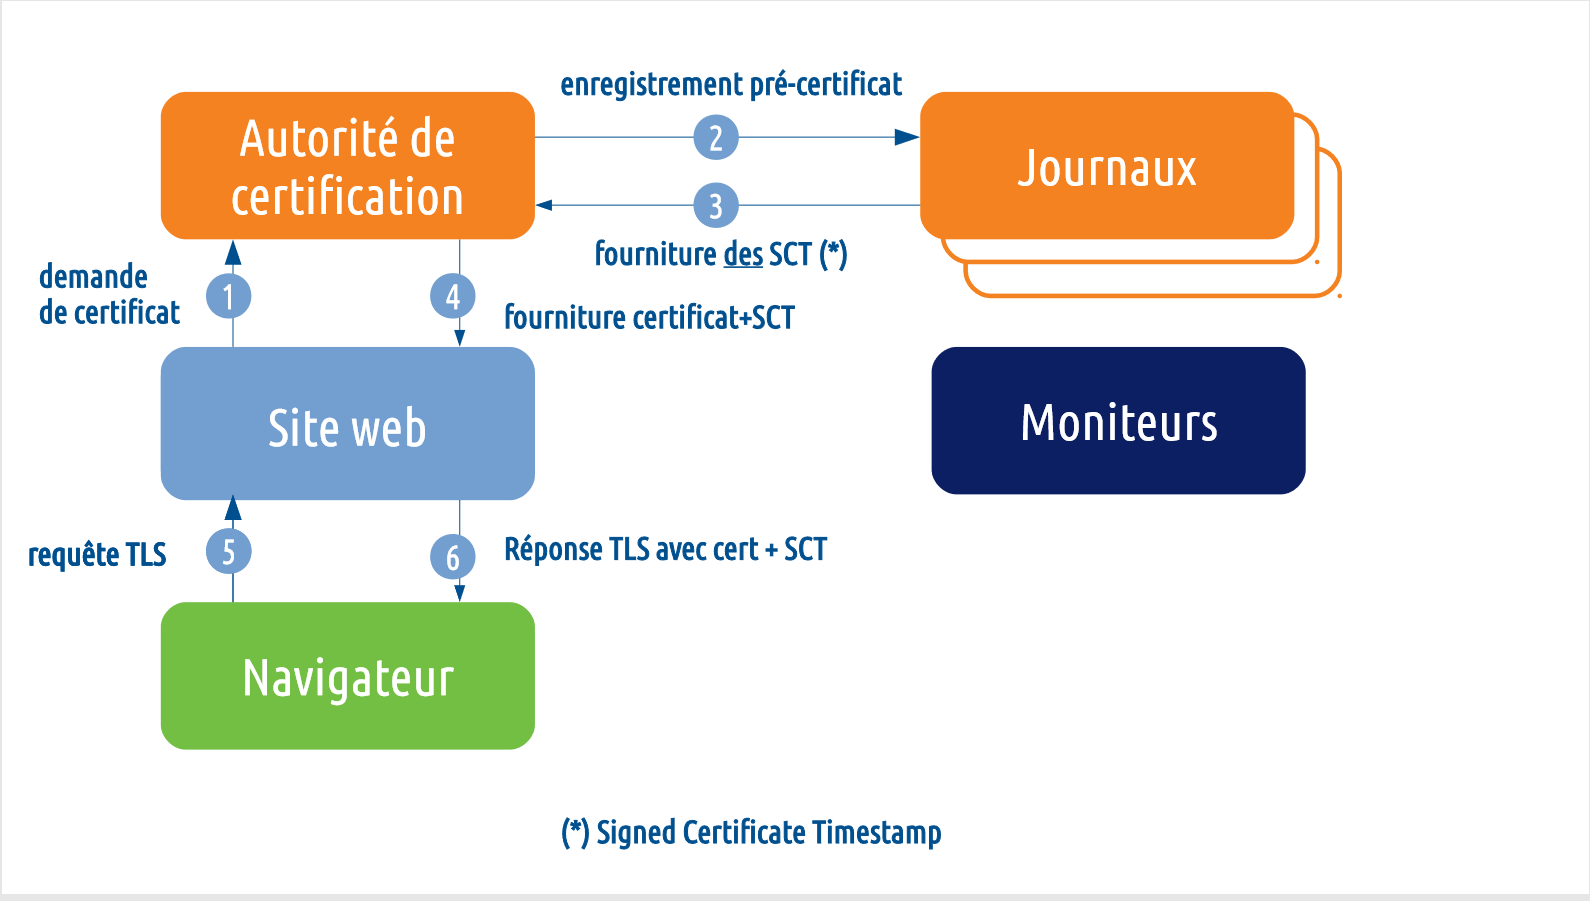 enregistrement pré-certificat
Autorité de
certification
2
Journaux
3
fourniture des SCT (*)
demande
de certificat
1
4
fourniture certificat+SCT
Site web
Moniteurs
requête TLS
5
6
Réponse TLS avec cert + SCT
Navigateur
(*) Signed Certificate Timestamp